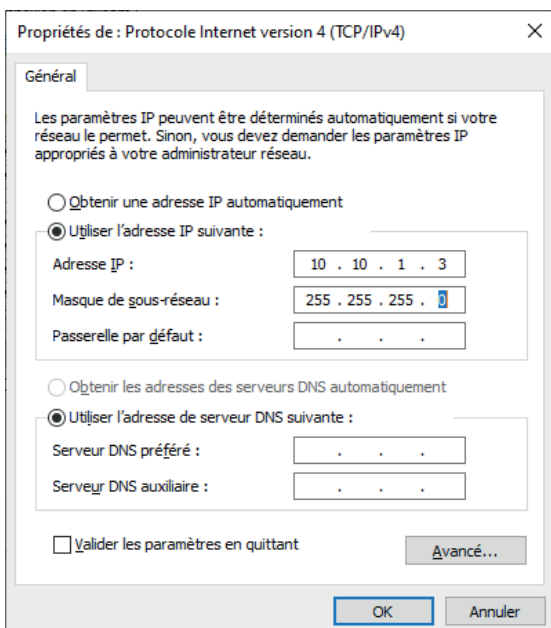 Propriétés de : Protocole Internet version 4 (TCP/IPv4)
Général
Les paramètres IP peuvent être déterminés automatiquement si votre
réseau le permet. Sinon, vous devez demander les paramètres IP
appropriés à votre administrateur réseau.
Obtenir une adresse IP automatiquement
Utiliser l'adresse IP suivante :
Adresse IP : 10 . 10 . 1 . 3
Masque de sous-réseau : 255 . 255 . 255 . 0
Passerelle par défaut : . . .
Obtenir les adresses des serveurs DNS automatiquement
Utiliser l'adresse de serveur DNS suivante :
Serveur DNS préféré : . . .
Serveur DNS auxiliaire : . . .
Valider les paramètres en quittant
Avancé...
OK Annuler